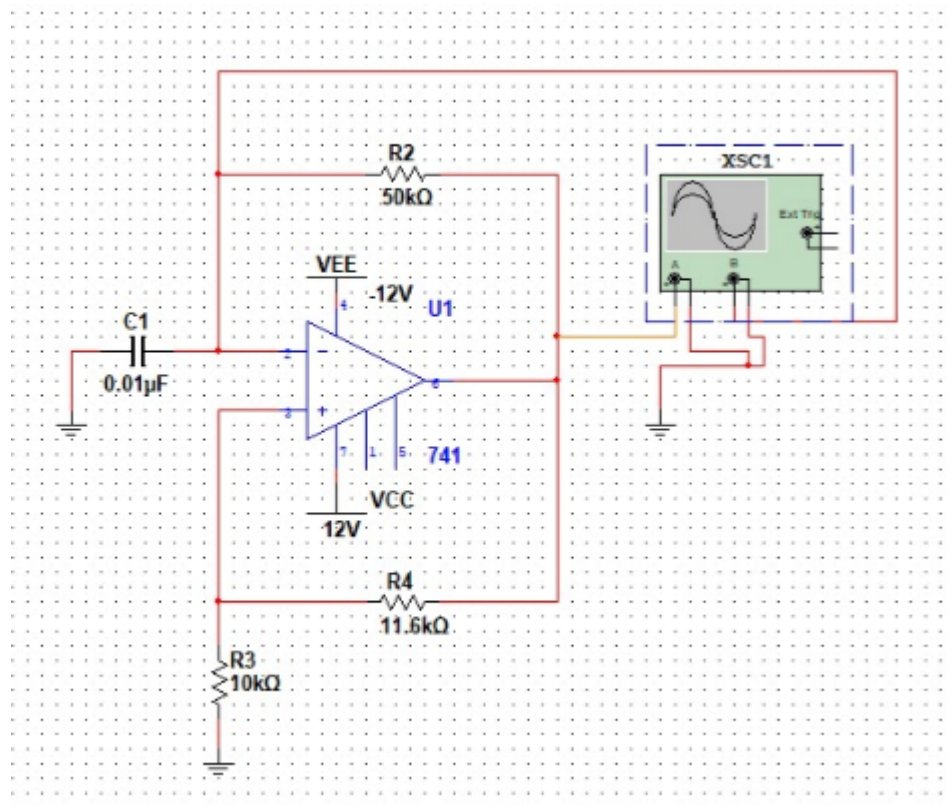 R2
50kΩ
XSC1
Ext Trig
A
B
VEE
-12V
4
U1
C1
0.01µF
2
6
3
7
1
5
741
VCC
12V
R4
11.6kΩ
R3
10kΩ